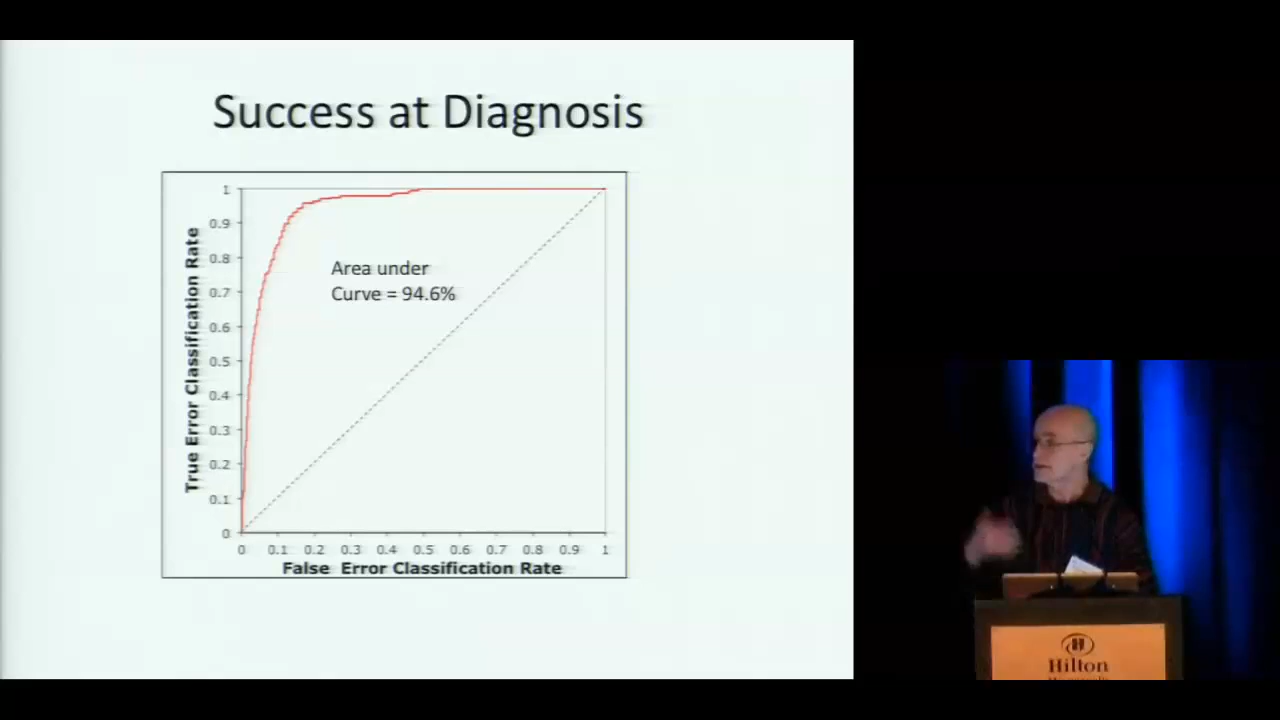 Success at Diagnosis
True Error Classification Rate
1
0.9
0.8
0.7
0.6
0.5
0.4
0.3
0.2
0.1
0
Area under
Curve = 94.6%
0 0.1 0.2 0.3 0.4 0.5 0.6 0.7 0.8 0.9 1
False Error Classification Rate
H
Hilton